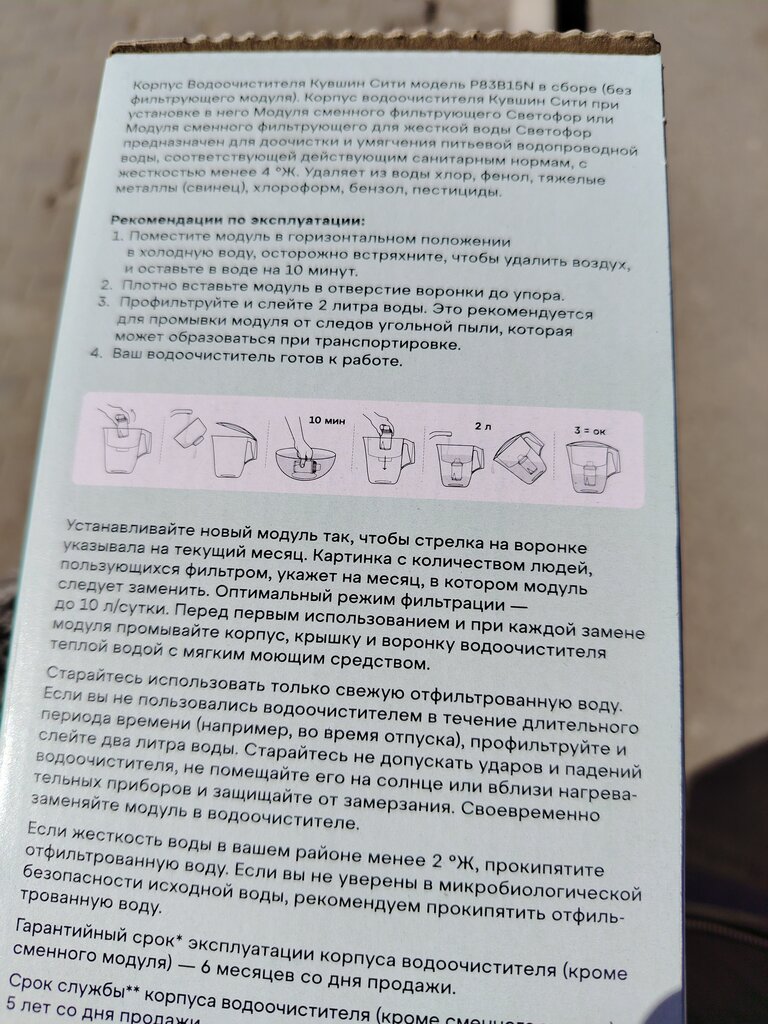 Корпус Водоочистителя Кувшин Сити модель P83B15N в сборе (без
фильтрующего модуля). Корпус водоочистителя Кувшин Сити при
установке в него Модуля сменного фильтрующего Светофор или
Модуля сменного фильтрующего для жесткой воды Светофор
предназначен для доочистки и умягчения питьевой водопроводной
воды, соответствующей действующим санитарным нормам, с
жесткостью менее 4 °Ж. Удаляет из воды хлор, фенол, тяжелые
металлы (свинец), хлороформ, бензол, пестициды.
Рекомендации по эксплуатации:
1. Поместите модуль в горизонтальном положении
в холодную воду, осторожно встряхните, чтобы удалить воздух,
и оставьте в воде на 10 минут.
2. Плотно вставьте модуль в отверстие воронки до упора.
3. Профильтруйте и слейте 2 литра воды. Это рекомендуется
для промывки модуля от следов угольной пыли, которая
может образоваться при транспортировке.
4. Ваш водоочиститель готов к работе.
10 мин
2 л
3 = ок
Устанавливайте новый модуль так, чтобы стрелка на воронке
указывала на текущий месяц. Картинка с количеством людей,
пользующихся фильтром, укажет на месяц, в котором модуль
следует заменить. Оптимальный режим фильтрации —
до 10 л/сутки. Перед первым использованием и при каждой замене
модуля промывайте корпус, крышку и воронку водоочистителя
теплой водой с мягким моющим средством.
Старайтесь использовать только свежую отфильтрованную воду.
Если вы не пользовались водоочистителем в течение длительного
периода времени (например, во время отпуска), профильтруйте и
слейте два литра воды. Старайтесь не допускать ударов и падений
водоочистителя, не помещайте его на солнце или вблизи нагрева-
тельных приборов и защищайте от замерзания. Своевременно
заменяйте модуль в водоочистителе.
Если жесткость воды в вашем районе менее 2 °Ж, прокипятите
отфильтрованную воду. Если вы не уверены в микробиологической
безопасности исходной воды, рекомендуем прокипятить отфиль-
трованную воду.
Гарантийный срок* эксплуатации корпуса водоочистителя (кроме
сменного модуля) — 6 месяцев со дня продажи.
Срок службы** корпуса водоочистителя (кроме
5 лет со дня продажи.